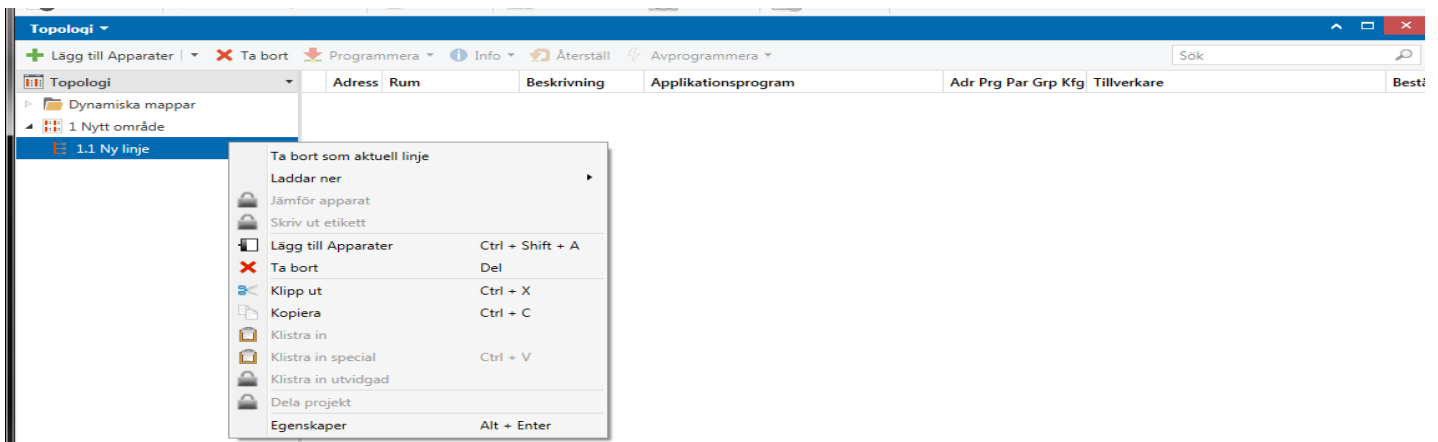 Topologi
Lägg till Apparater Ta bort Programmera Info Återställ Avprogrammera Sök
Topologi Adress Rum Beskrivning Applikationsprogram Adr Prg Par Grp Kfg Tillverkare Bestä
Dynamiska mappar
1 Nytt område
1.1 Ny linje
Ta bort som aktuell linje
Laddar ner
Jämför apparat
Skriv ut etikett
Lägg till Apparater Ctrl + Shift + A
Ta bort Del
Klipp ut Ctrl + X
Kopiera Ctrl + C
Klistra in
Klistra in special Ctrl + V
Klistra in utvidgad
Dela projekt
Egenskaper Alt + Enter